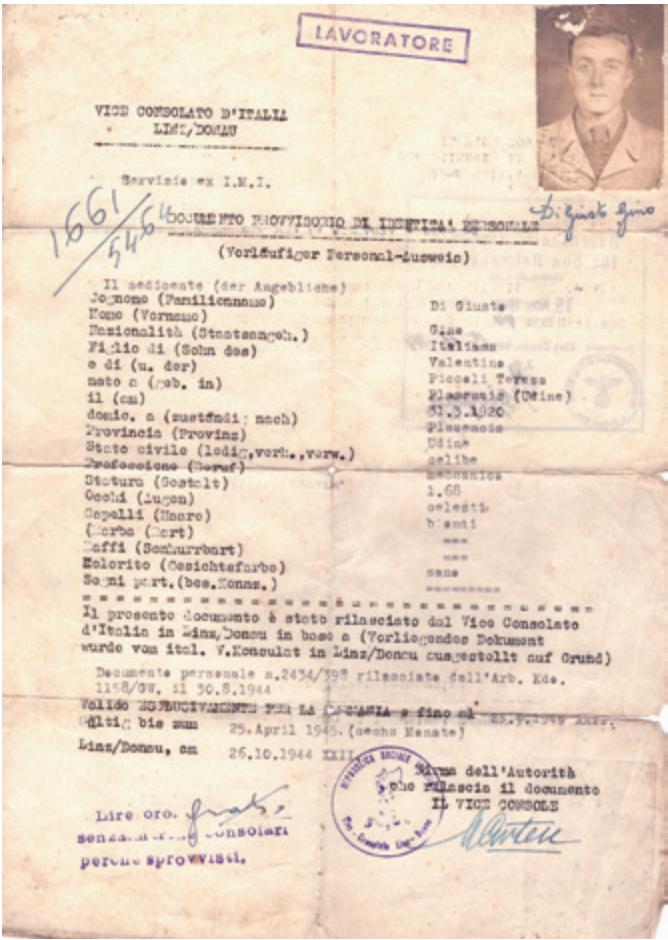 LAVORATORE
VICE CONSOLATO D'ITALIA
LINZ/DONAU
Servizio ex I.M.I.
1661/5464
DOCUMENTO PROVVISORIO DI IDENTITA' PERSONALE
Di Giusto Gino
(Vorläufiger Personal-Ausweis)
Il sedicente (der Angebliche)
Cognome (Familienname) Di Giusto
Nome (Vorname) Gino
Nazionalità (Staatsangeh.) Italiana
Figlio di (Sohn des) Valentino
e di (u. der) Piccoli Teresa
nato a (geb. in) Plasencis (Udine)
il (am) 31.3.1920
domic. a (zuständig nach) Plasencis
Provincia (Provinz) Udine
Stato civile (ledig,verh.,verw.) celibe
Professione (Beruf) meccanico
Statura (Gestalt) 1.68
Occhi (Augen) celesti
Capelli (Haare) biondi
(Barba (Bart) ===
Baffi (Schnurrbart) ===
Kolorito (Gesichtsfarbe) sano
Segni part.(bes.Kennz.) =========
Il presente documento è stato rilasciato dal Vice Consolato
d'Italia in Linz/Donau in base a (Vorliegendes Dokument
wurde vom ital. V.Konsulat in Linz/Donau ausgestellt auf Grund)
Documento personale n.2434/398 rilasciato dall'Arb. Kdo.
1158/GW. il 30.8.1944
Valido ESCLUSIVAMENTE PER LA GERMANIA e fino al
Gültig bis zum 25.April 1945.(sechs Monate)
Linz/Donau, am 26.10.1944 XXII
Firma dell'Autorità
che rilascia il documento
IL VICE CONSOLE
Lire oro. gratis
senza consolari
perchè sprovvisti.